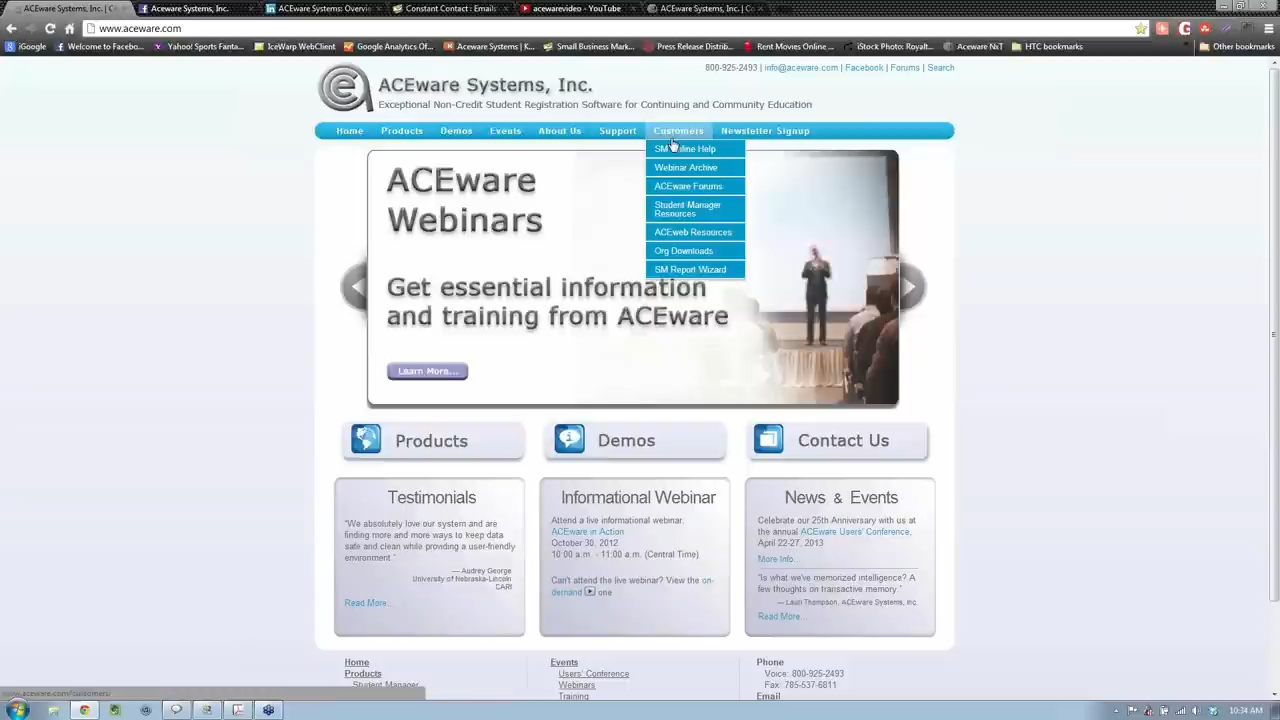 ACEware Systems, Inc. | C
ACEware Systems, Inc.
ACEware Systems: Overvie
Constant Contact : Emails
acewarevideo - YouTube
ACEware Systems, Inc. | C
www.aceware.com
iGoogle
Welcome to Facebo...
Yahoo! Sports Fanta...
IceWarp WebClient
Google Analytics Of...
Aceware Systems | K...
Small Business Mark...
Press Release Distrib...
Rent Movies Online ...
iStock Photo: Royalt...
Aceware NxT
HTC bookmarks
Other bookmarks
800-925-2493 | info@aceware.com | Facebook | Forums | Search
ACEware Systems, Inc.
Exceptional Non-Credit Student Registration Software for Continuing and Community Education
Home Products Demos Events About Us Support Customers Newsletter Signup
Webinar Archive
ACEware Forums
Student Manager
Resources
ACEweb Resources
Org Downloads
SM Report Wizard
ACEware
Webinars
Get essential information
and training from ACEware
Learn More...
Products
Demos
Contact Us
Testimonials
"We absolutely love our system and are
finding more and more ways to keep data
safe and clean while providing a user-friendly
environment."
— Audrey George
University of Nebraska-Lincoln
CARI
Read More...
Informational Webinar
Attend a live informational webinar.
ACEware in Action
October 30, 2012
10:00 a.m. - 11:00 a.m. (Central Time)
Can't attend the live webinar? View the on-
demand one
News & Events
Celebrate our 25th Anniversary with us at
the annual ACEware Users' Conference,
April 22-27, 2013
More Info...
"Is what we've memorized intelligence? A
few thoughts on transactive memory."
— Lauri Thompson, ACEware Systems, Inc.
Read More...
Home
Products
Student Manager
Events
Users' Conference
Webinars
Training
Phone
Voice: 800-925-2493
Fax: 785-537-6811
Email
www.aceware.com/customers/
10:34 AM